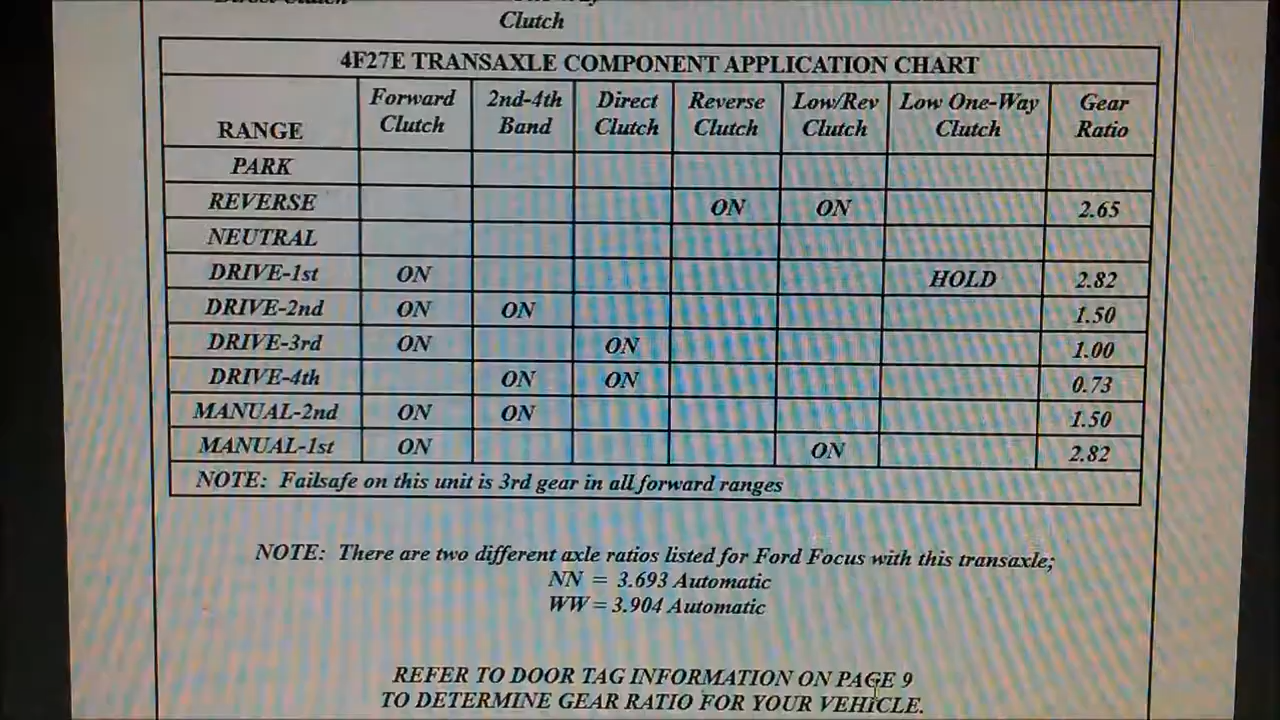 Clutch
4F27E TRANSAXLE COMPONENT APPLICATION CHART
RANGE Forward Clutch 2nd-4th Band Direct Clutch Reverse Clutch Low/Rev Clutch Low One-Way Clutch Gear Ratio
PARK
REVERSE ON ON 2.65
NEUTRAL
DRIVE-1st ON HOLD 2.82
DRIVE-2nd ON ON 1.50
DRIVE-3rd ON ON 1.00
DRIVE-4th ON ON 0.73
MANUAL-2nd ON ON 1.50
MANUAL-1st ON ON 2.82
NOTE: Failsafe on this unit is 3rd gear in all forward ranges
NOTE: There are two different axle ratios listed for Ford Focus with this transaxle;
NN = 3.693 Automatic
WW = 3.904 Automatic
REFER TO DOOR TAG INFORMATION ON PAGE 9
TO DETERMINE GEAR RATIO FOR YOUR VEHICLE.